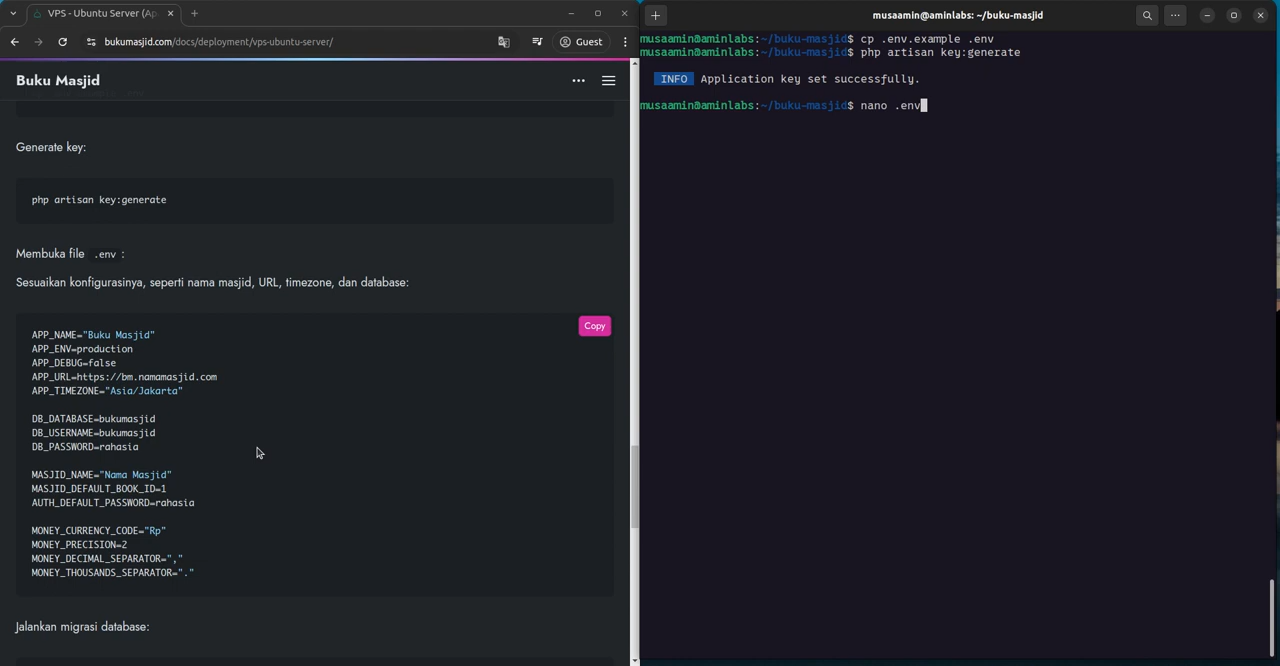 VPS - Ubuntu Server (Ap
bukumasjid.com/docs/deployment/vps-ubuntu-server/
Guest
Buku Masjid
Generate key:
php artisan key:generate
Membuka file .env :
Sesuaikan konfigurasinya, seperti nama masjid, URL, timezone, dan database:
Copy
APP_NAME="Buku Masjid"
APP_ENV=production
APP_DEBUG=false
APP_URL=https://bm.namamasjid.com
APP_TIMEZONE="Asia/Jakarta"
DB_DATABASE=bukumasjid
DB_USERNAME=bukumasjid
DB_PASSWORD=rahasia
MASJID_NAME="Nama Masjid"
MASJID_DEFAULT_BOOK_ID=1
AUTH_DEFAULT_PASSWORD=rahasia
MONEY_CURRENCY_CODE="Rp"
MONEY_PRECISION=2
MONEY_DECIMAL_SEPARATOR=","
MONEY_THOUSANDS_SEPARATOR="."
Jalankan migrasi database:
musaamin@aminlabs: ~/buku-masjid
musaamin@aminlabs:~/buku-masjid$ cp .env.example .env
musaamin@aminlabs:~/buku-masjid$ php artisan key:generate
INFO Application key set successfully.
musaamin@aminlabs:~/buku-masjid$ nano .env